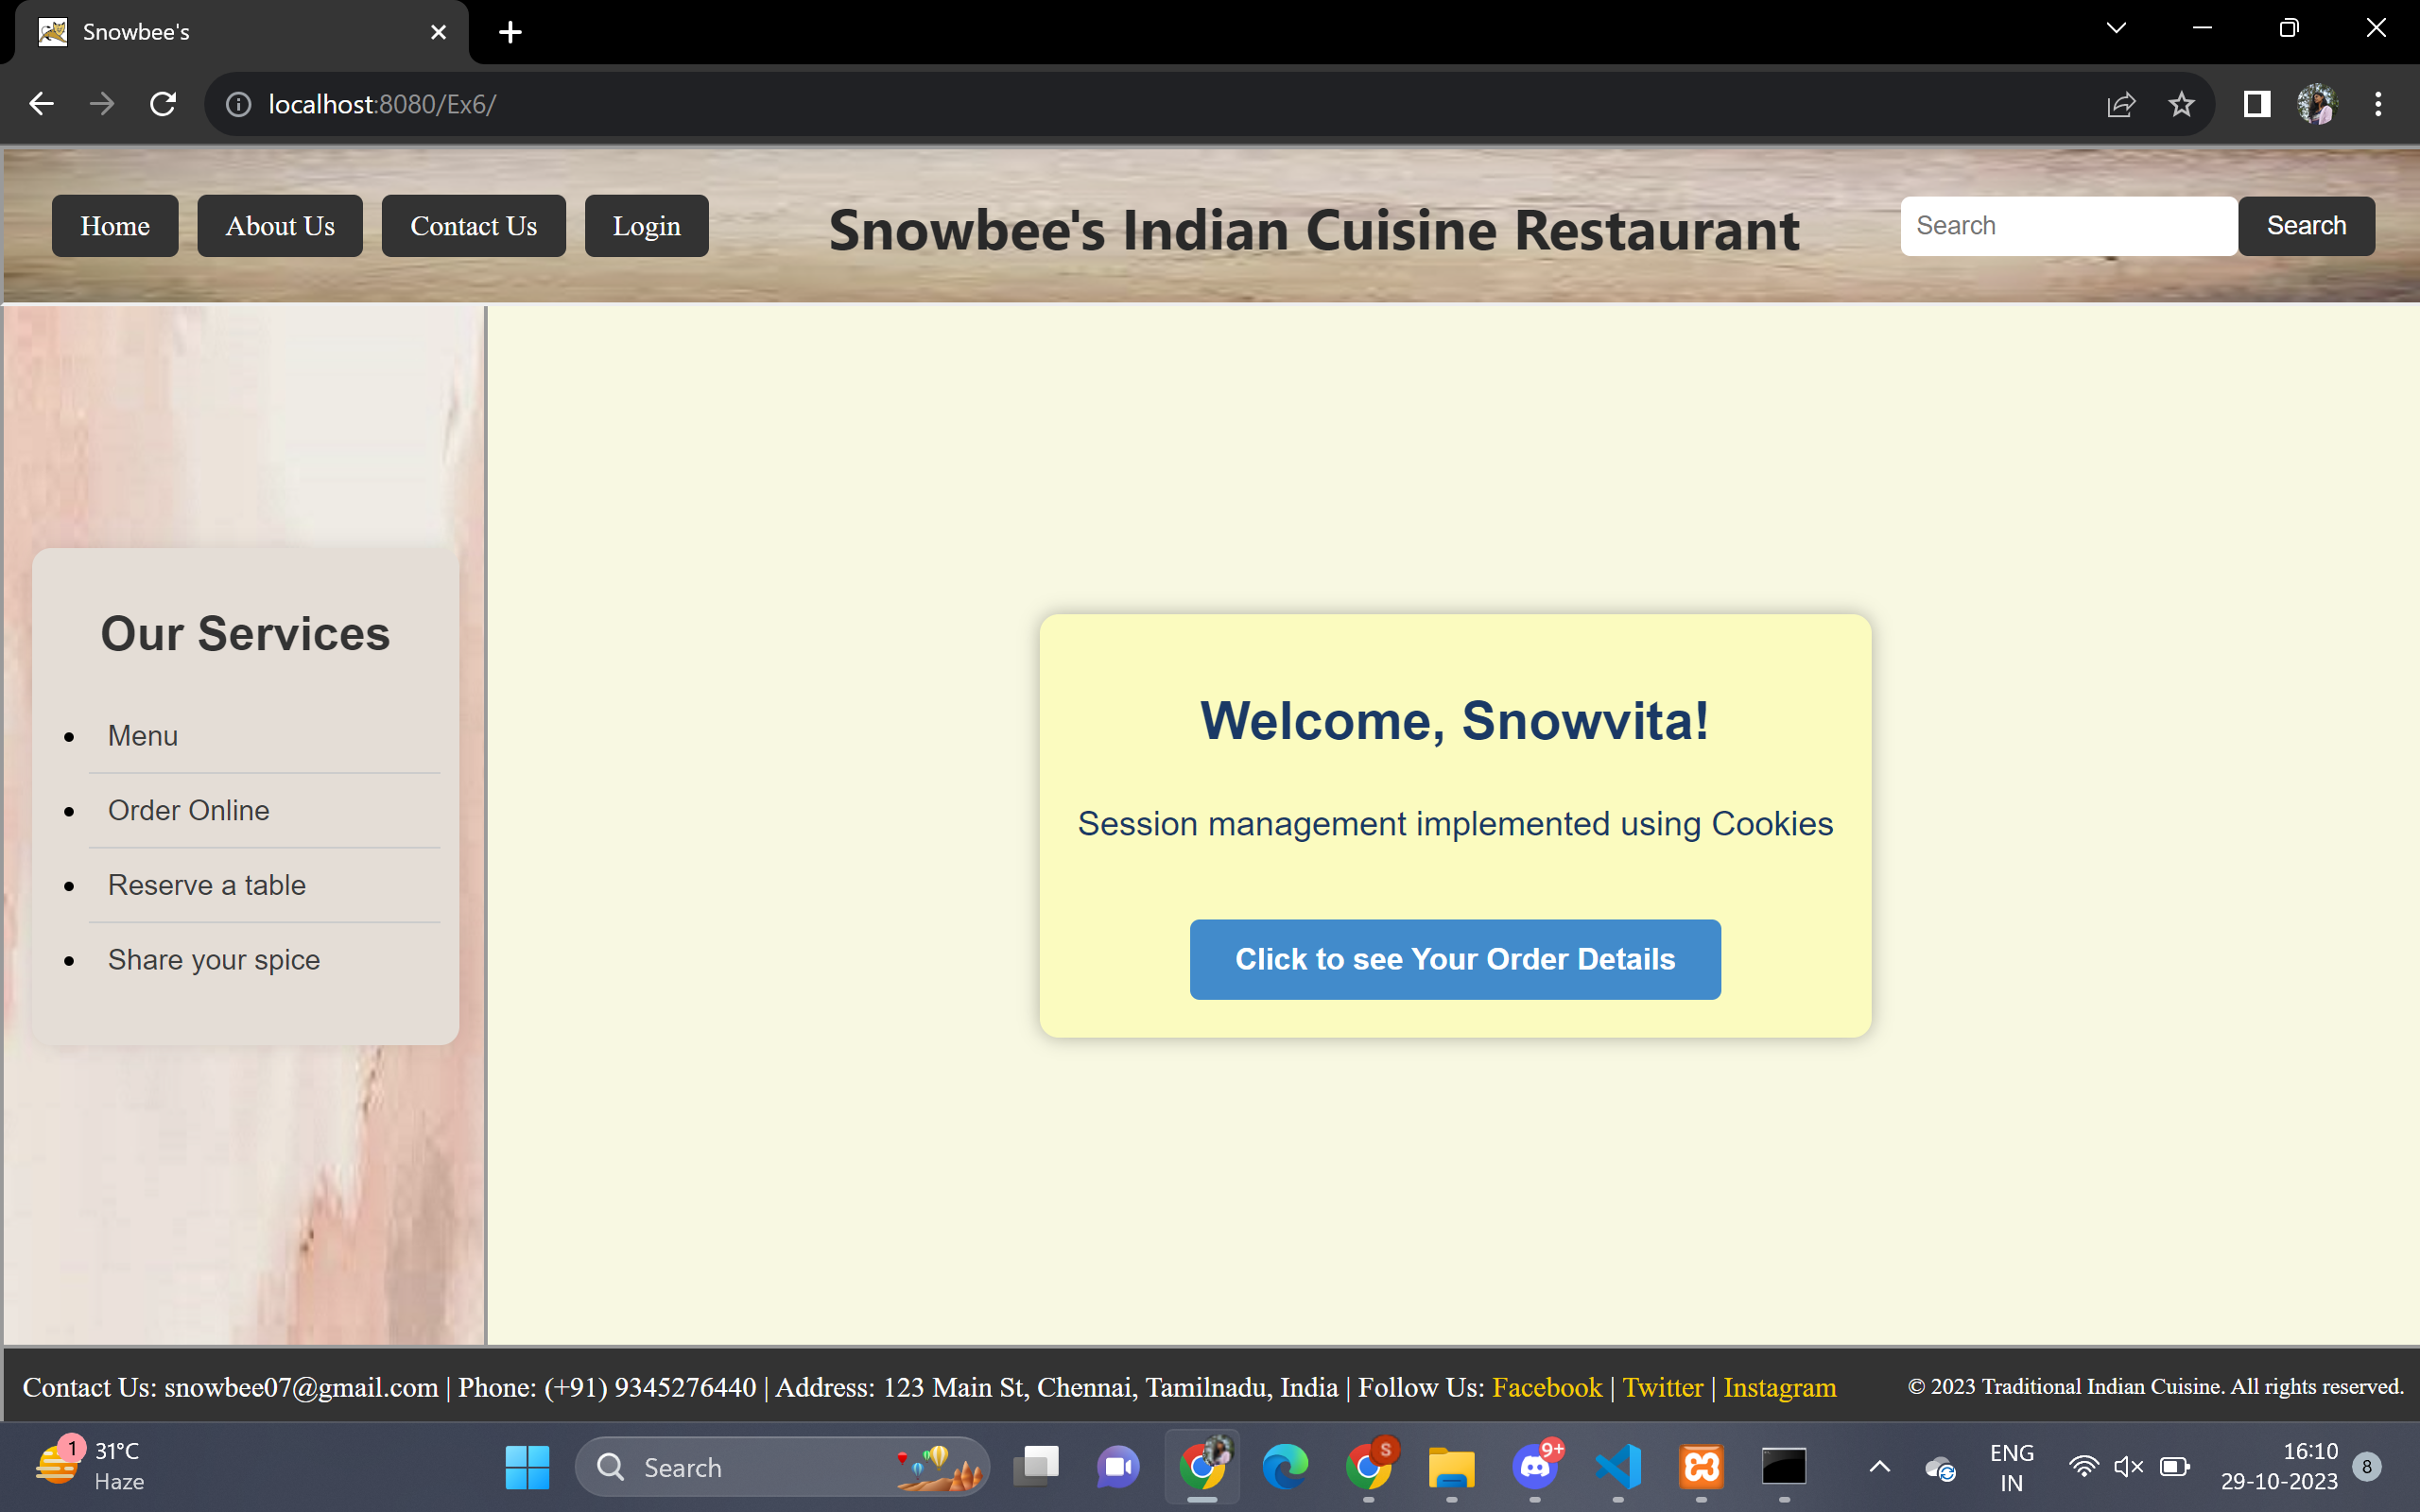 Snowbee's
localhost:8080/Ex6/
Home About Us Contact Us Login Snowbee's Indian Cuisine Restaurant Search Search
Our Services
Menu
Order Online
Reserve a table
Share your spice
Welcome, Snowvita!
Session management implemented using Cookies
Click to see Your Order Details
Contact Us: snowbee07@gmail.com | Phone: (+91) 9345276440 | Address: 123 Main St, Chennai, Tamilnadu, India | Follow Us: Facebook | Twitter | Instagram © 2023 Traditional Indian Cuisine. All rights reserved.
1 31°C
Haze
Search
S
9+
ENG
IN
16:10
29-10-2023
8